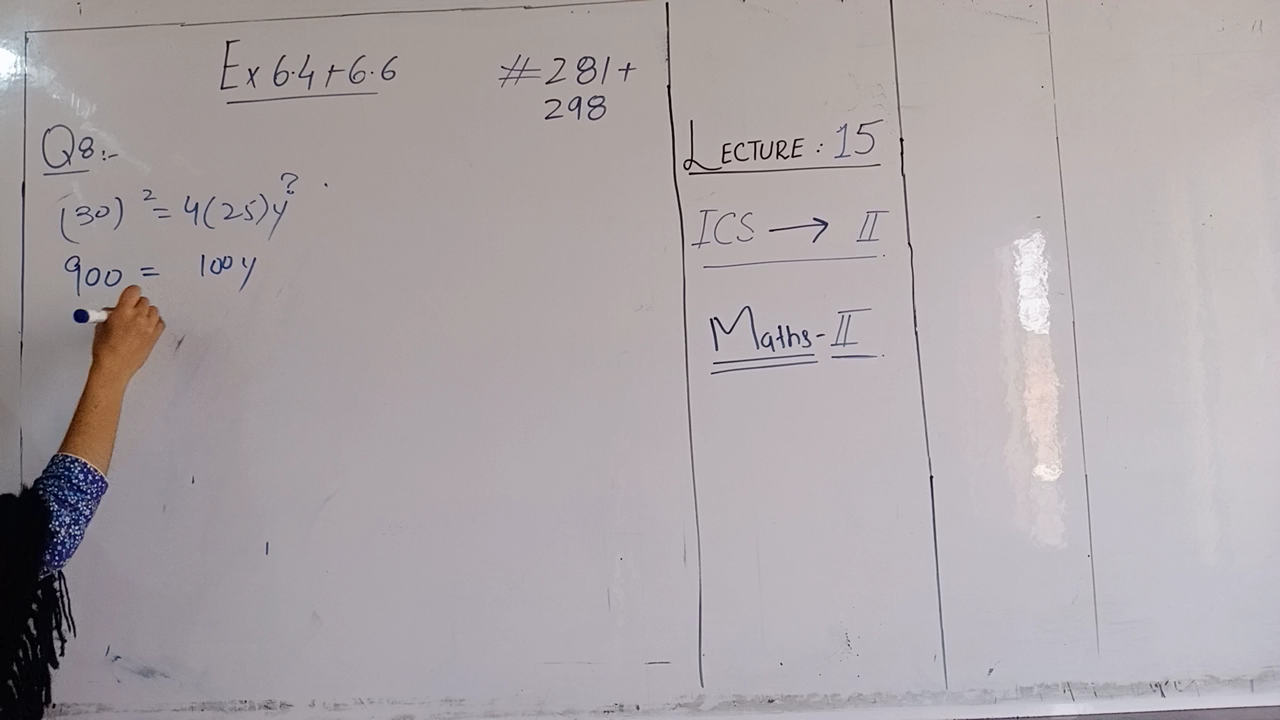 Ex 6.4+6.6
#281+
298
Q8:-
(30)² = 4(25)y?
900 = 100y
LECTURE: 15
ICS → II
Maths-II